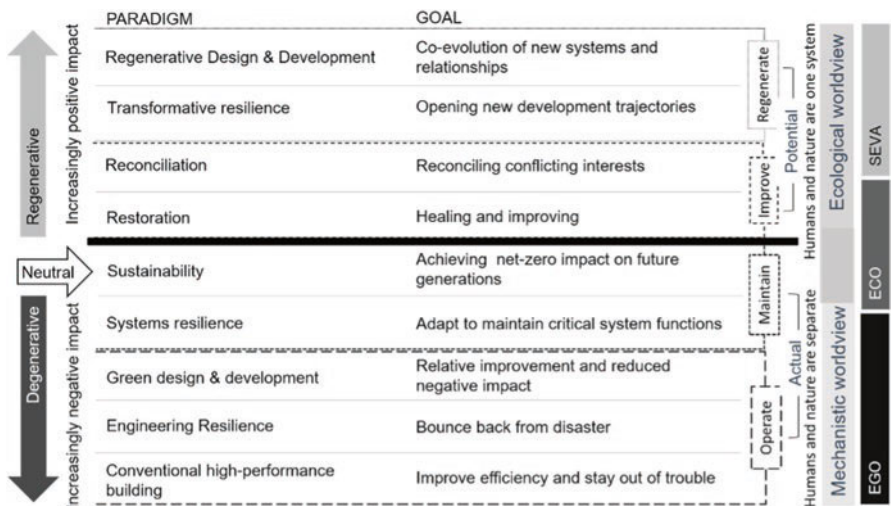 PARADIGM
GOAL
Regenerative Design & Development
Co-evolution of new systems and
relationships
Transformative resilience
Opening new development trajectories
Reconciliation
Reconciling conflicting interests
Restoration
Healing and improving
Sustainability
Achieving net-zero impact on future
generations
Systems resilience
Adapt to maintain critical system functions
Green design & development
Relative improvement and reduced
negative impact
Engineering Resilience
Bounce back from disaster
Conventional high-performance
building
Improve efficiency and stay out of trouble
Regenerative
Neutral
Degenerative
Increasingly positive impact
Increasingly negative impact
Regenerate
Improve
Maintain
Operate
Potential
Actual
Humans and nature are one system
Humans and nature are separate
Ecological worldview
Mechanistic worldview
SEVA
ECO
EGO